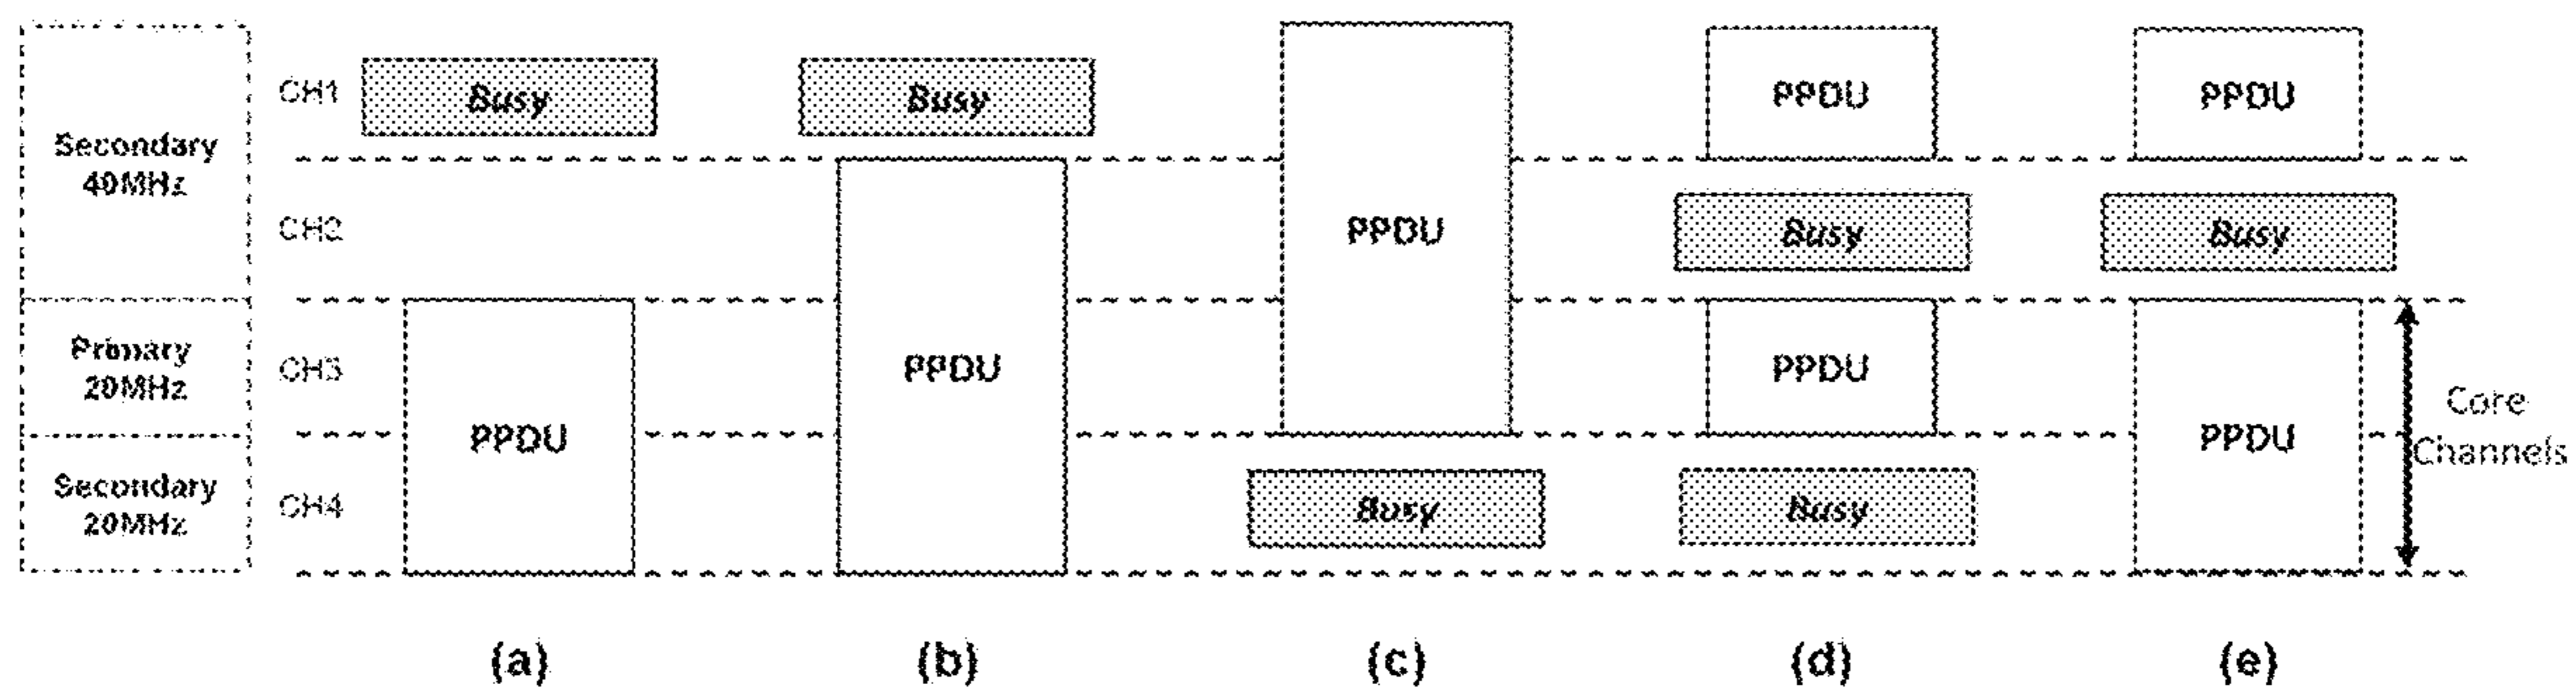 Secondary
40MHz
Primary
20MHz
Secondary
20MHz
CH1
CH2
CH3
CH4
Busy
PPDU
(a)
Busy
PPDU
(b)
PPDU
Busy
(c)
PPDU
Busy
PPDU
Busy
(d)
PPDU
Busy
PPDU
(e)
Core
Channels